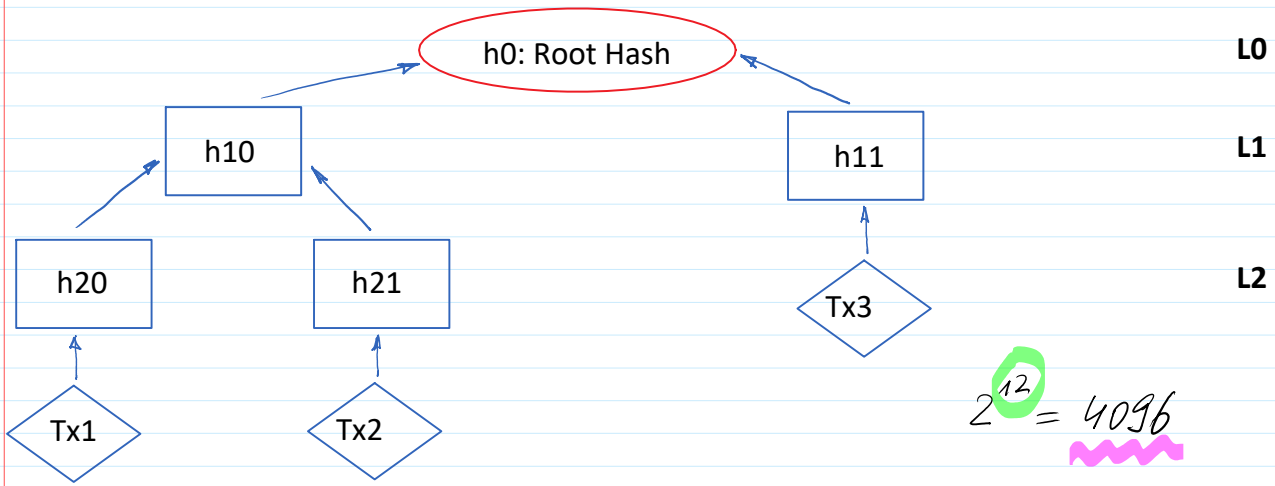 h0: Root Hash L0
h10 h11 L1
h20 h21 L2
Tx3
Tx1 Tx2
2^12 = 4096